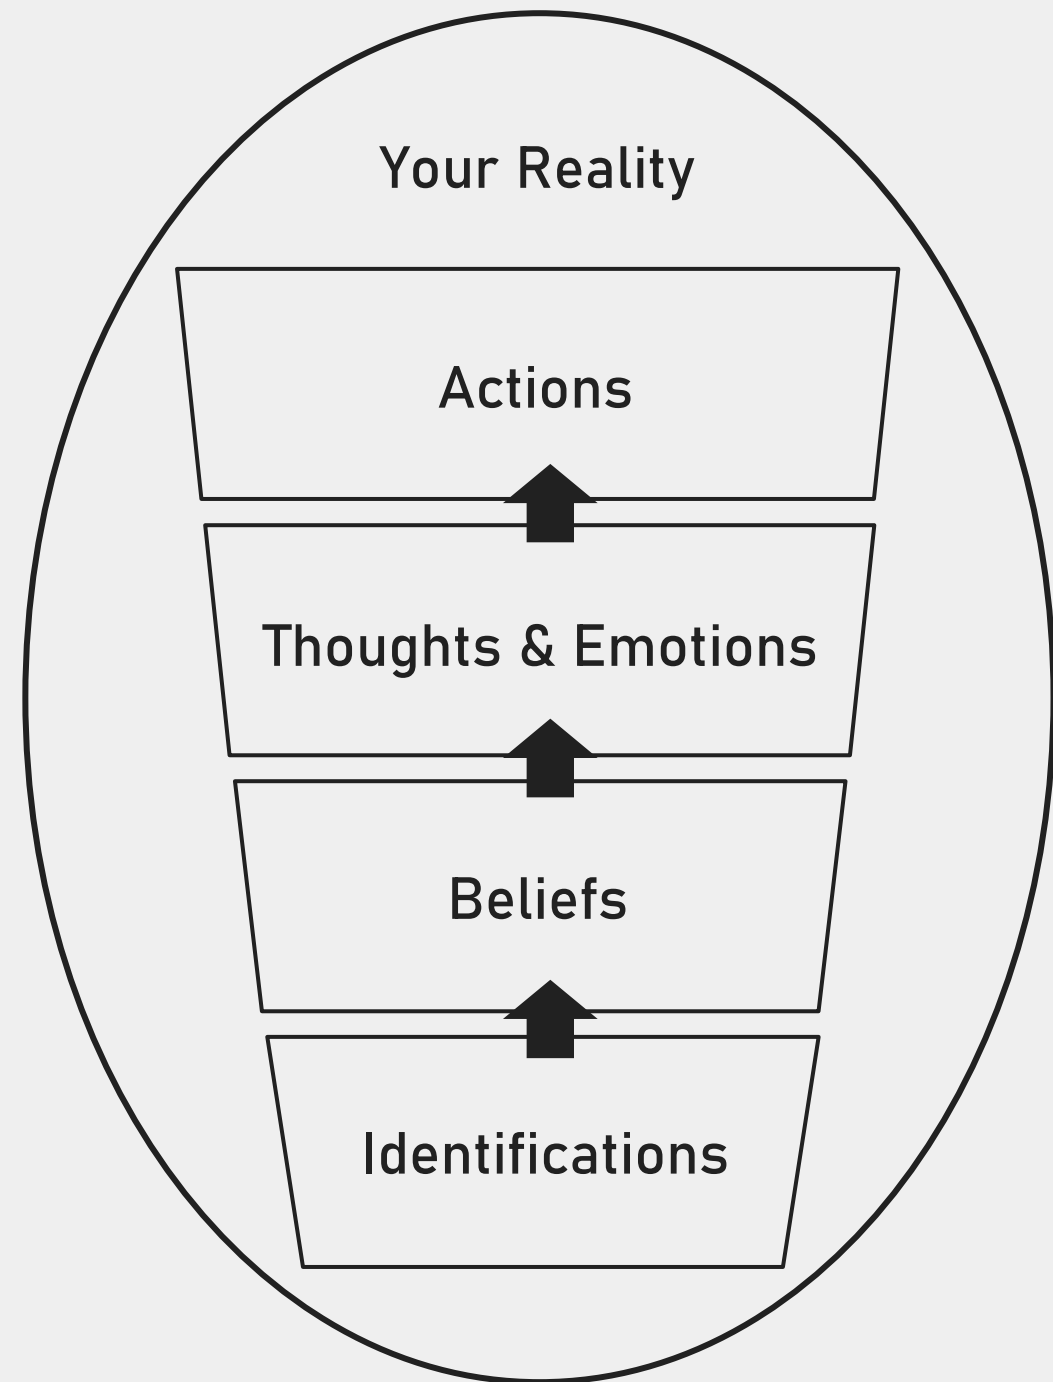 Your Reality
Actions
Thoughts & Emotions
Beliefs
Identifications